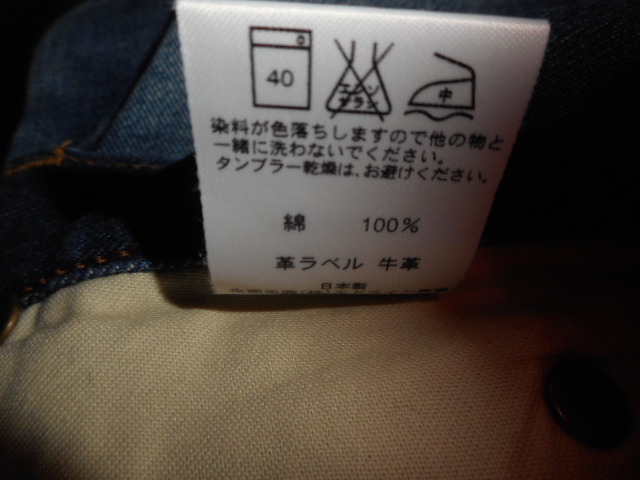 40
エンソ
サラシ
中
染料が色落ちしますので他の物と
一緒に洗わないでください。
タンブラー乾燥は、お避けください。
綿 100%
革ラベル 牛革
日本製